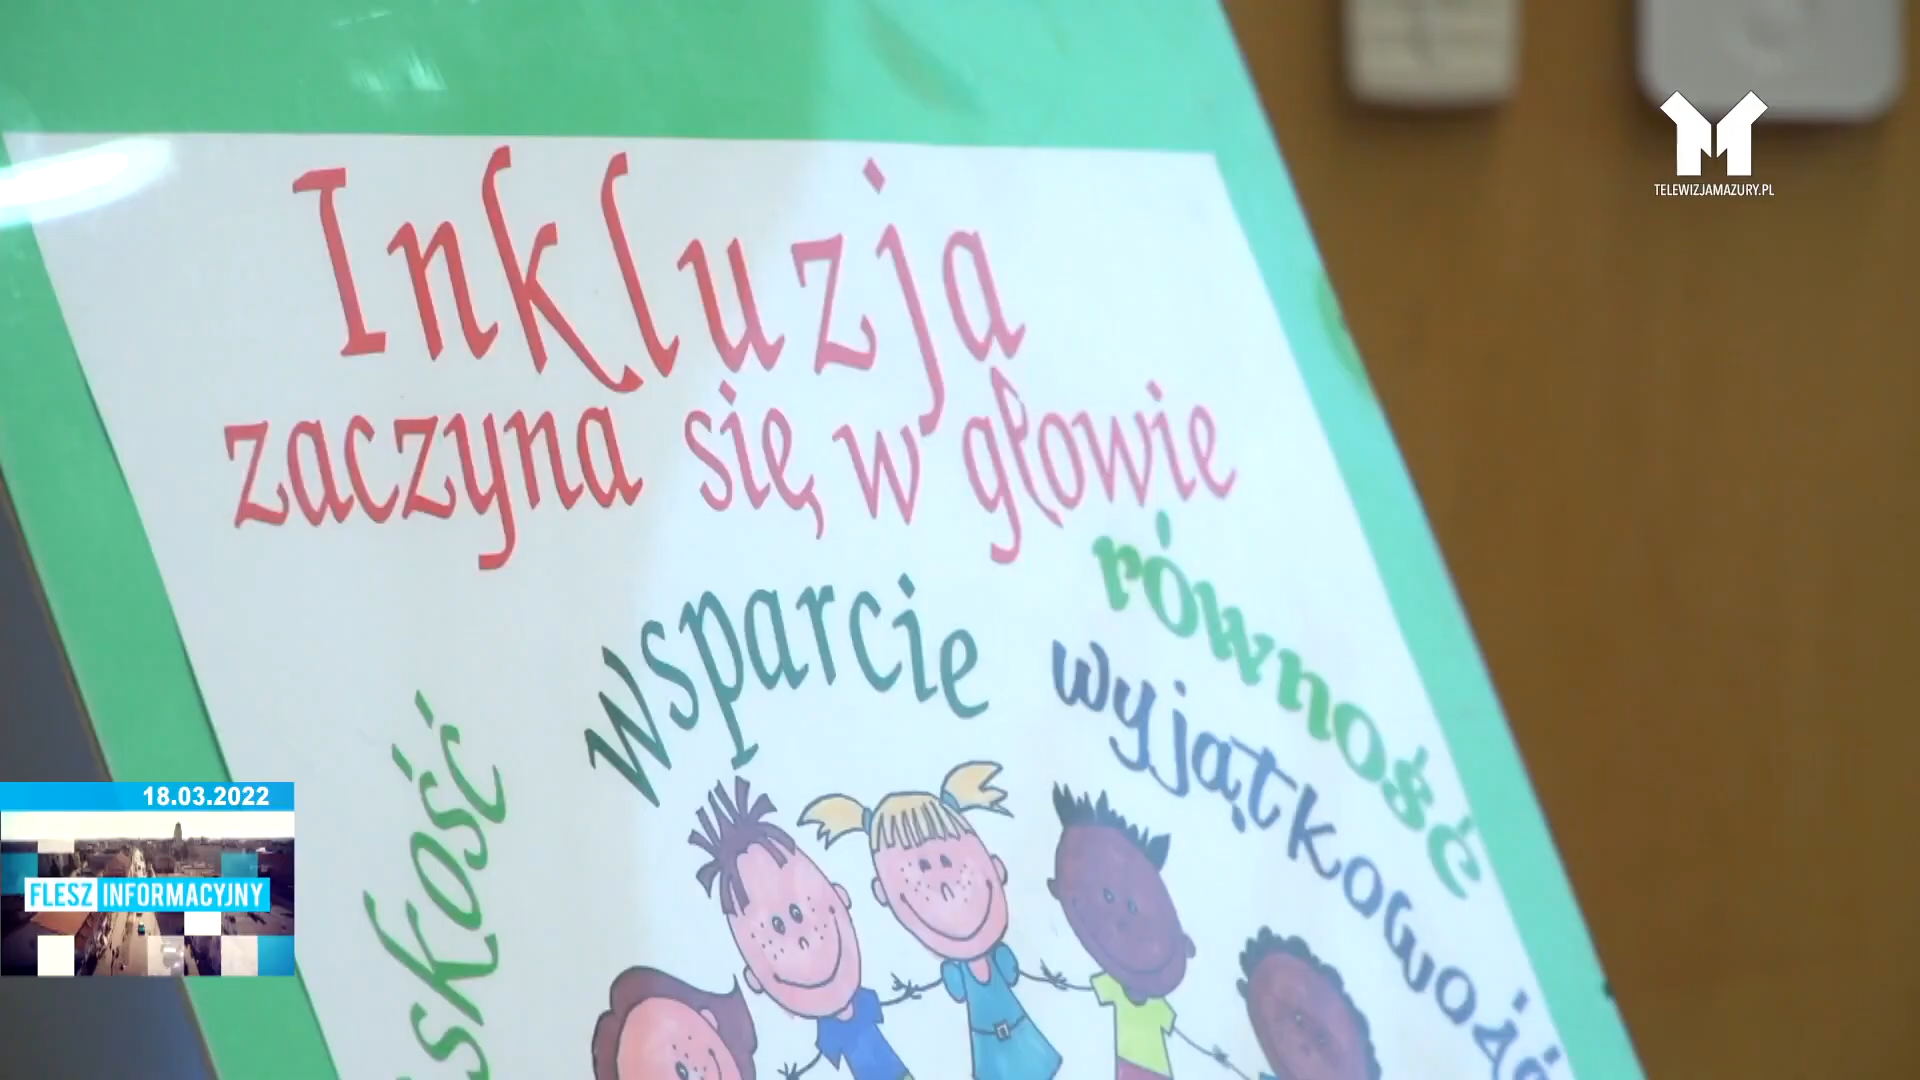 TELEWIZJAMAZURY.PL
Inkluzja
zaczyna się w głowie
wsparcie
równość
wyjątkowość
18.03.2022
FLESZ INFORMACYJNY